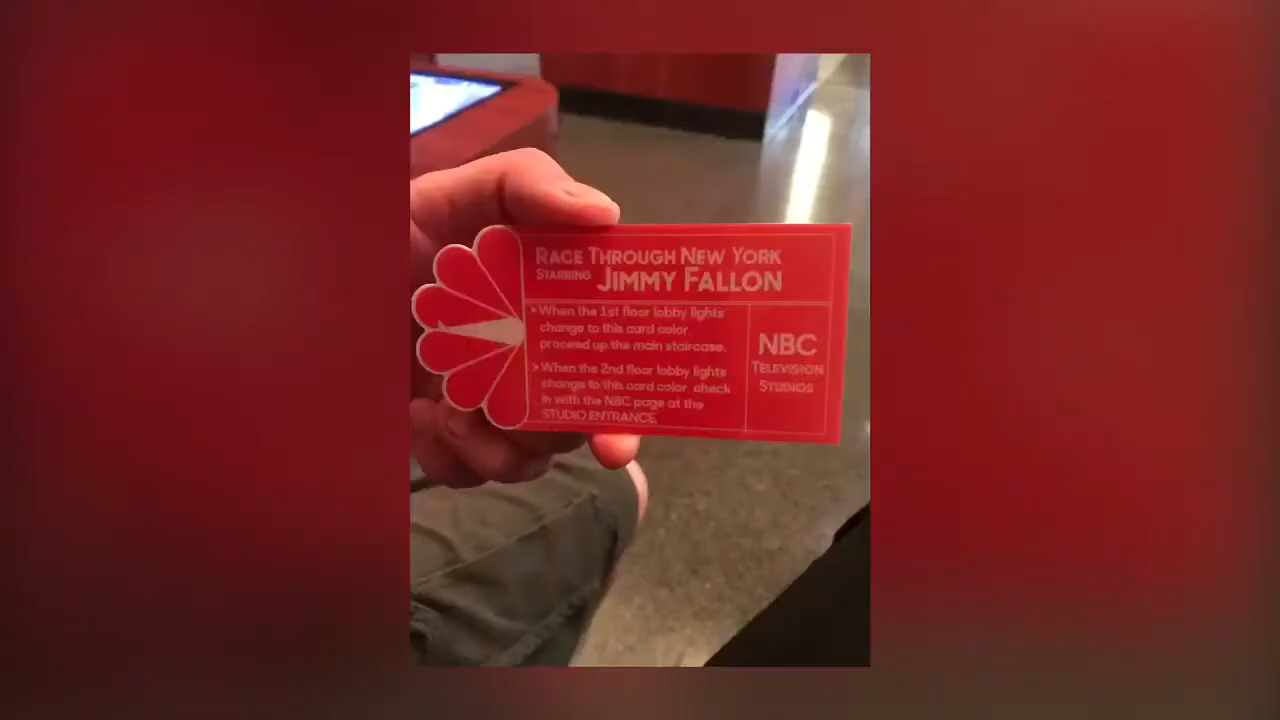 RACE THROUGH NEW YORK
STARRING JIMMY FALLON
> When the 1st floor lobby lights
change to this card color
proceed up the main staircase.
> When the 2nd floor lobby lights
change to this card color, check
in with the NBC page at the
STUDIO ENTRANCE
NBC
TELEVISION
STUDIOS